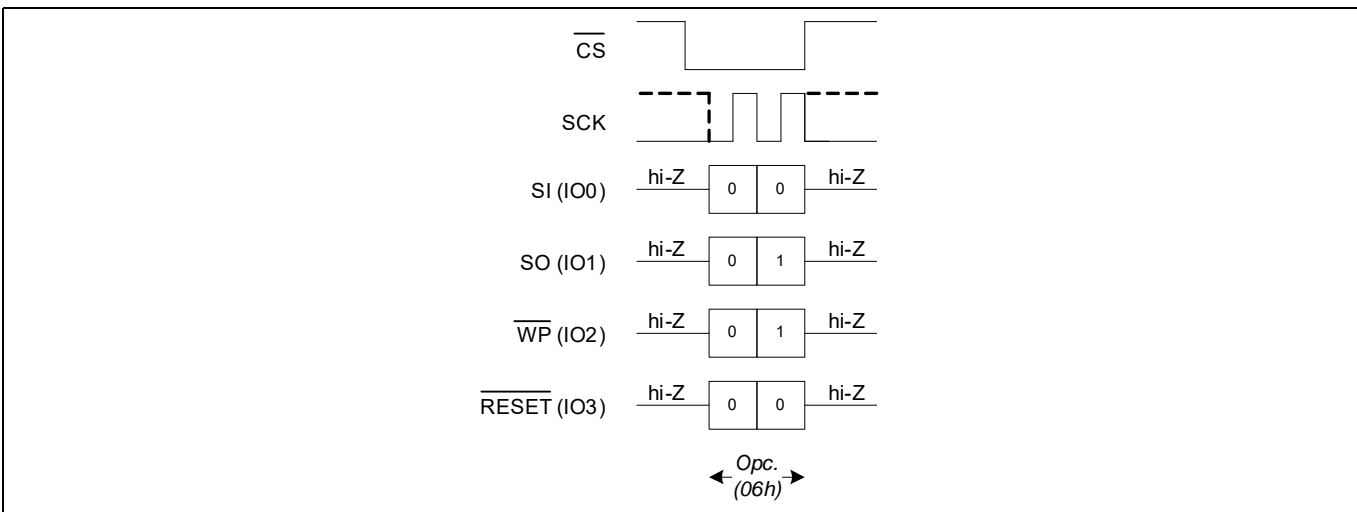 CS
SCK
SI (IO0) hi-Z 0 0 hi-Z
SO (IO1) hi-Z 0 1 hi-Z
WP (IO2) hi-Z 0 1 hi-Z
RESET (IO3) hi-Z 0 0 hi-Z
Opc.
(06h)